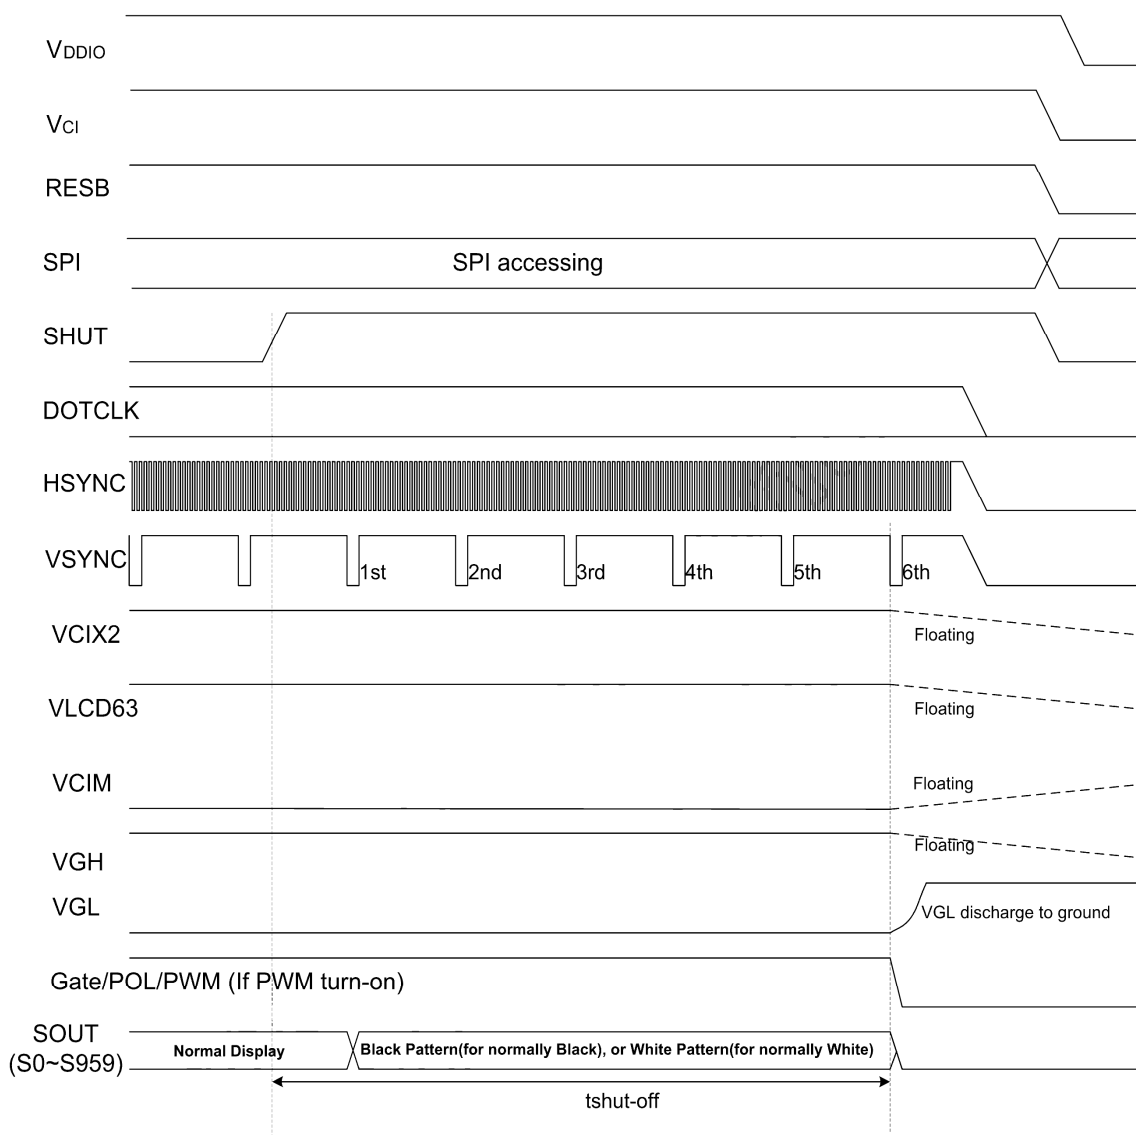 VDDIO
VCI
RESB
SPI
SPI accessing
SHUT
DOTCLK
HSYNC
VSYNC
1st
2nd
3rd
4th
5th
6th
VCIX2
Floating
VLCD63
Floating
VCIM
Floating
VGH
Floating
VGL
VGL discharge to ground
Gate/POL/PWM (If PWM turn-on)
SOUT
(S0~S959)
Normal Display
Black Pattern(for normally Black), or White Pattern(for normally White)
tshut-off